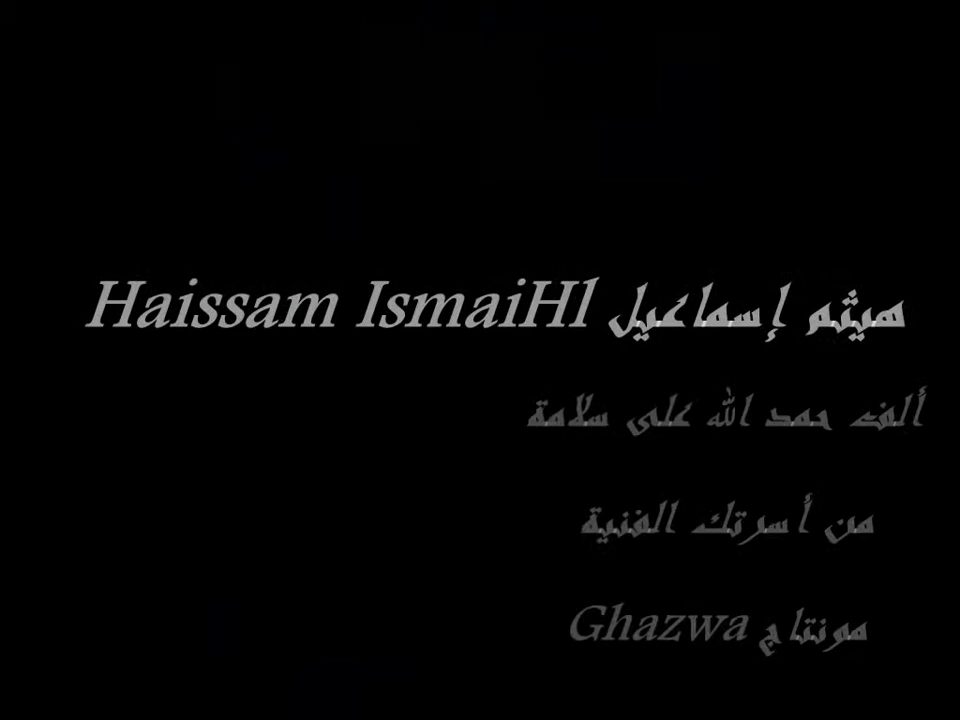 هيثم إسماعيل Haissam IsmaiHl
ألف حمد الله على سلامة
من أسرتك الفنية
مونتاج Ghazwa